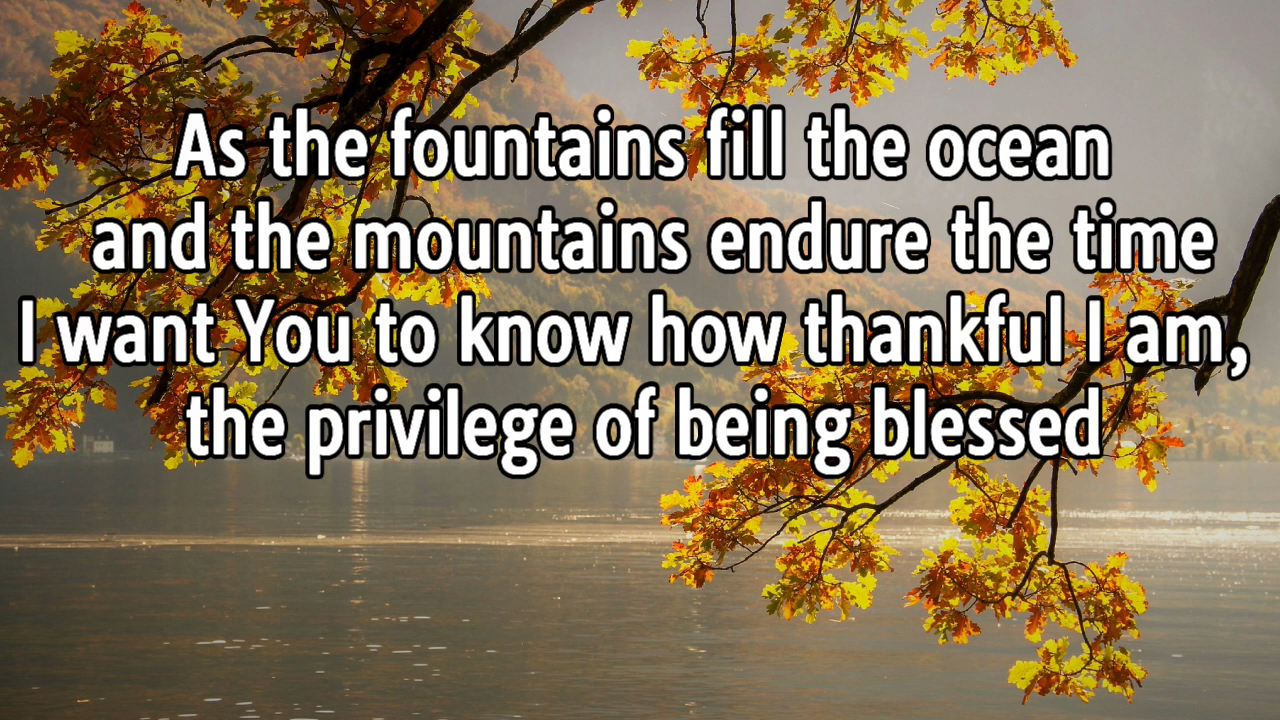 As the fountains fill the ocean
and the mountains endure the time
I want You to know how thankful I am,
the privilege of being blessed